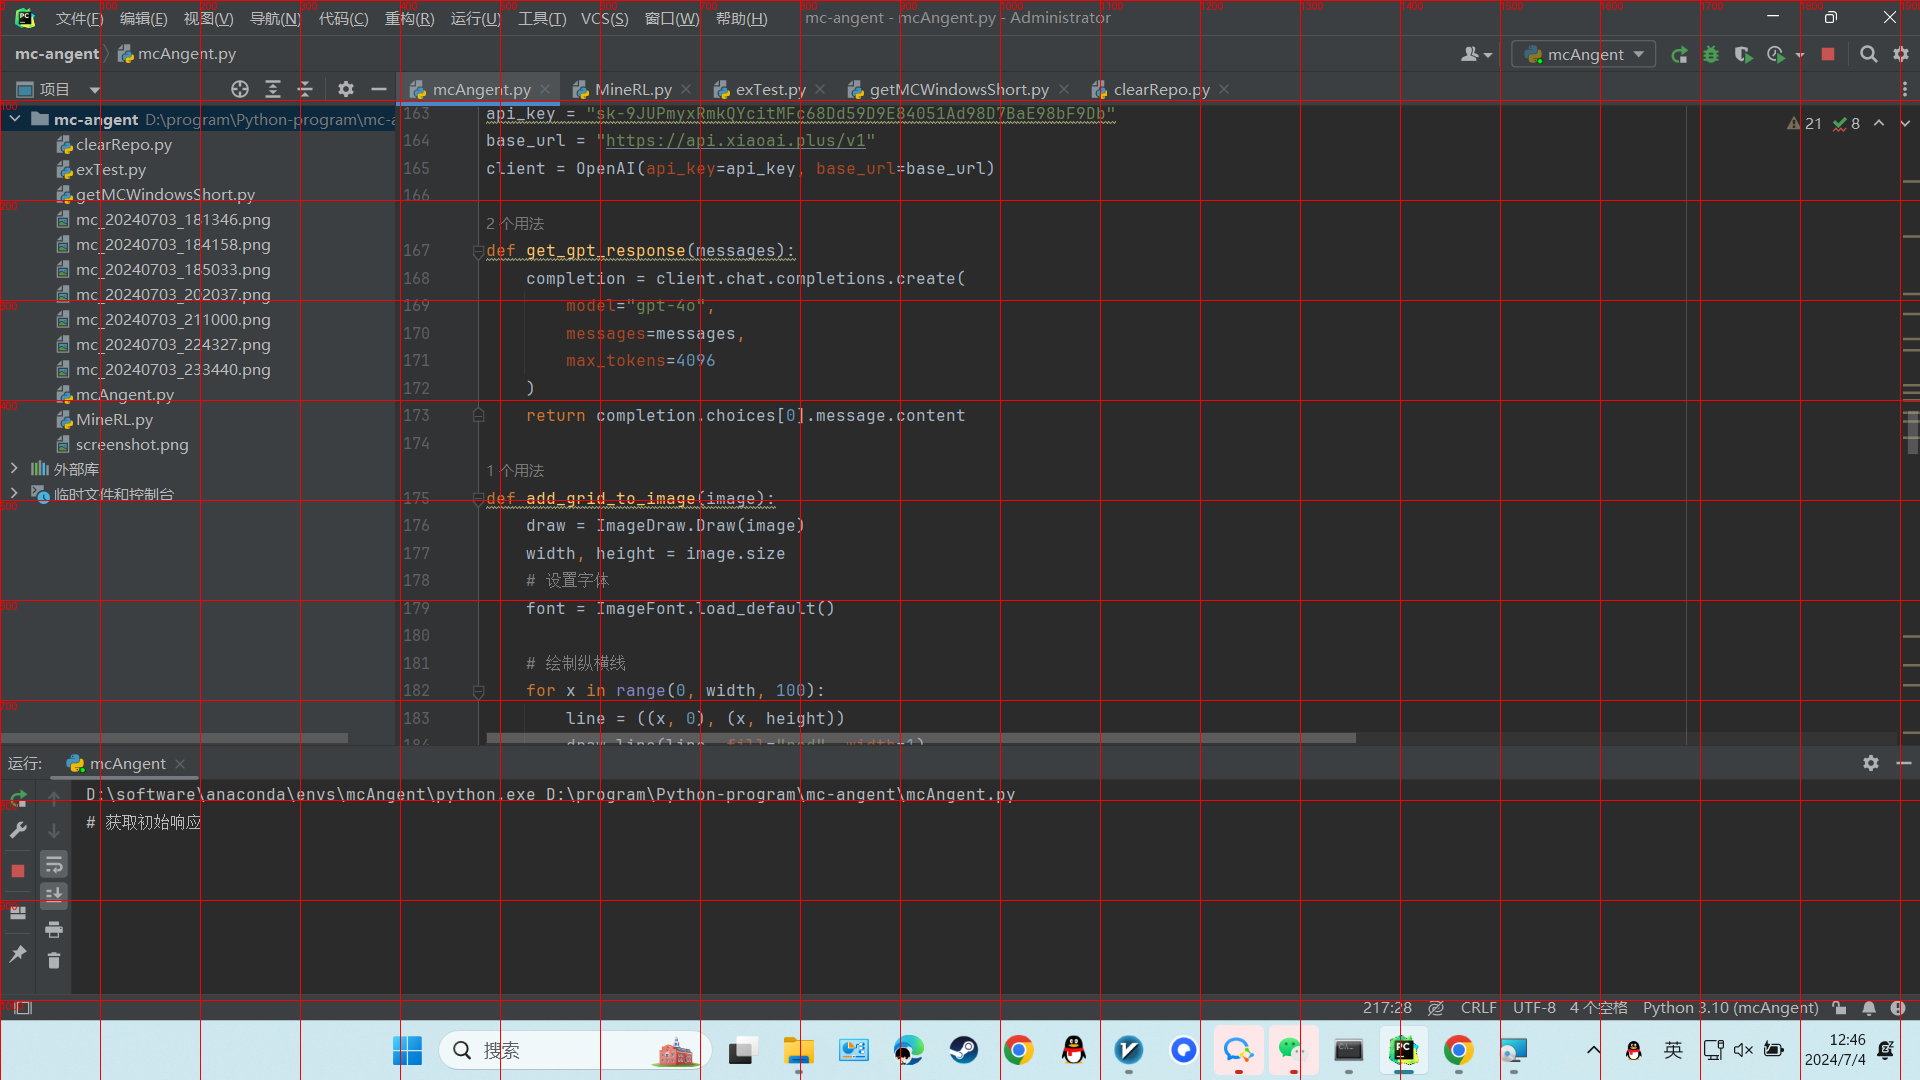 文件(F) 编辑(E) 视图(V) 导航(N) 代码(C) 重构(R) 运行(U) 工具(T) VCS(S) 窗口(W) 帮助(H) mc-angent - mcAngent.py - Administrator
mc-angent mcAngent.py mcAngent
项目
mcAngent.py MineRL.py exTest.py getMCWindowsShort.py clearRepo.py
mc-angent D:\program\Python-program\mc-a
clearRepo.py
exTest.py
getMCWindowsShort.py
mc_20240703_181346.png
mc_20240703_184158.png
mc_20240703_185033.png
mc_20240703_202037.png
mc_20240703_211000.png
mc_20240703_224327.png
mc_20240703_233440.png
mcAngent.py
MineRL.py
screenshot.png
外部库
临时文件和控制台
21 8
163 api_key = "sk-9JUPmyxRmkQYcitMFc68Dd59D9E84051Ad98D7BaE98bF9Db"
164 base_url = "https://api.xiaoai.plus/v1"
165 client = OpenAI(api_key=api_key, base_url=base_url)
166
2 个用法
167 def get_gpt_response(messages):
168 completion = client.chat.completions.create(
169 model="gpt-4o",
170 messages=messages,
171 max_tokens=4096
172 )
173 return completion.choices[0].message.content
174
1 个用法
175 def add_grid_to_image(image):
176 draw = ImageDraw.Draw(image)
177 width, height = image.size
178 # 设置字体
179 font = ImageFont.load_default()
180
181 # 绘制纵横线
182 for x in range(0, width, 100):
183 line = ((x, 0), (x, height))
184 draw.line(line, fill="red", width=1)
运行: mcAngent
D:\software\anaconda\envs\mcAngent\python.exe D:\program\Python-program\mc-angent\mcAngent.py
# 获取初始响应
217:28 CRLF UTF-8 4 个空格 Python 3.10 (mcAngent)
搜索
英
12:46
2024/7/4